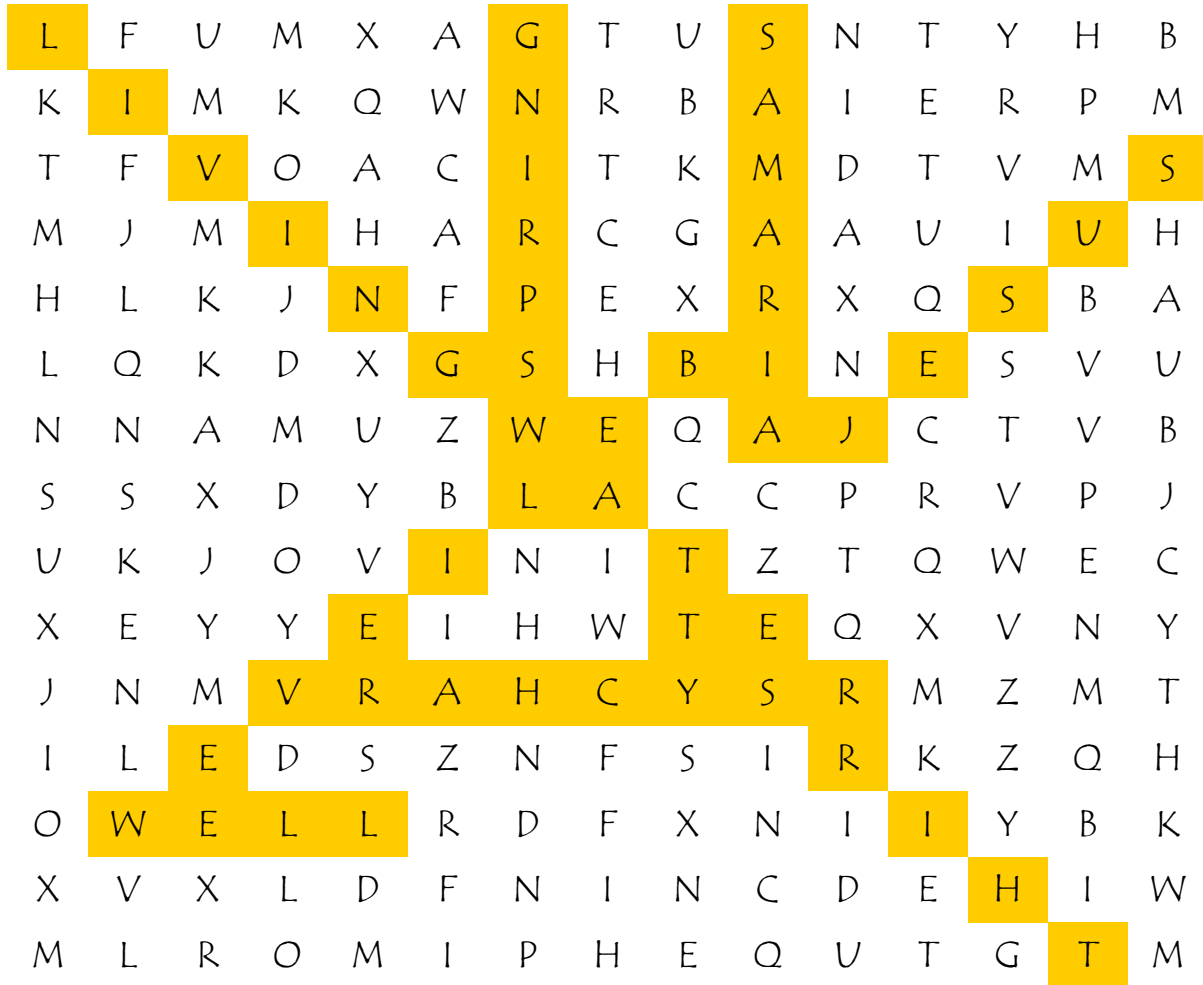 L F U M X A G T U S N T Y H B
K I M K Q W N R B A I E R P M
T F V O A C I T K M D T V M S
M J M I H A R C G A A U I U H
H L K J N F P E X R X Q S B A
L Q K D X G S H B I N E S V U
N N A M U Z W E Q A J C T V B
S S X D Y B L A C C P R V P J
U K J O V I N I T Z T Q W E C
X E Y Y E I H W T E Q X V N Y
J N M V R A H C Y S R M Z M T
I L E D S Z N F S I R K Z Q H
O W E L L R D F X N I I Y B K
X V X L D F N I N C D E H I W
M L R O M I P H E Q U T G T M